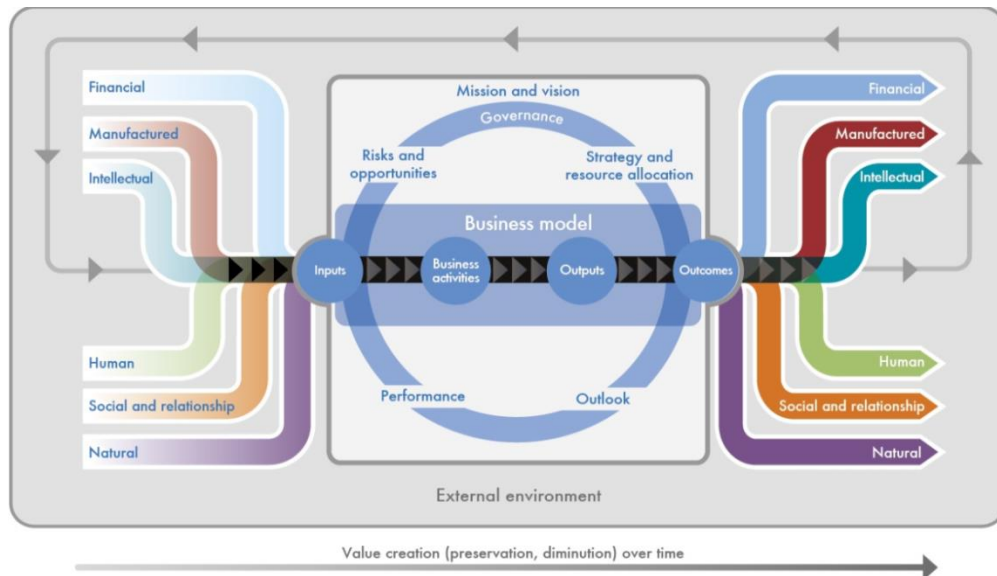 Financial
Manufactured
Intellectual
Human
Social and relationship
Natural
Mission and vision
Governance
Risks and
opportunities
Strategy and
resource allocation
Business model
Inputs
Business
activities
Outputs
Outcomes
Performance
Outlook
Financial
Manufactured
Intellectual
Human
Social and relationship
Natural
External environment
Value creation (preservation, diminution) over time